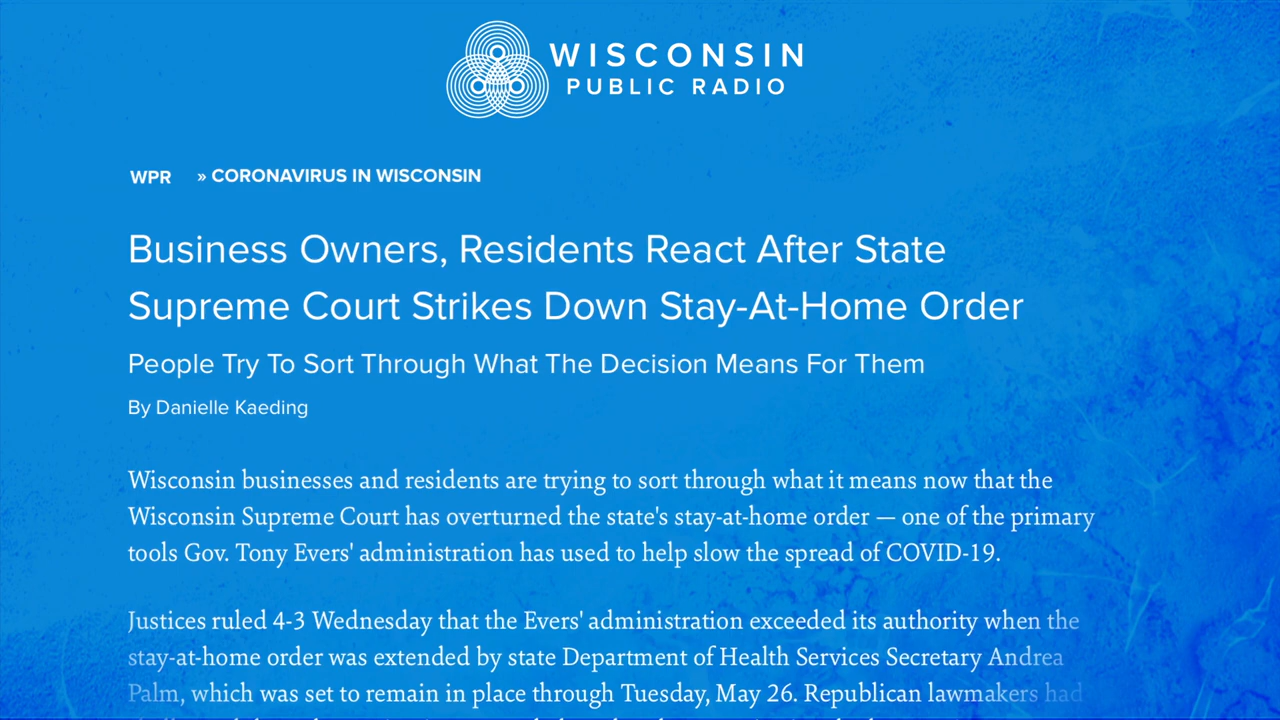 WISCONSIN
PUBLIC RADIO
WPR » CORONAVIRUS IN WISCONSIN
Business Owners, Residents React After State
Supreme Court Strikes Down Stay-At-Home Order
People Try To Sort Through What The Decision Means For Them
By Danielle Kaeding
Wisconsin businesses and residents are trying to sort through what it means now that the
Wisconsin Supreme Court has overturned the state's stay-at-home order — one of the primary
tools Gov. Tony Evers' administration has used to help slow the spread of COVID-19.
Justices ruled 4-3 Wednesday that the Evers' administration exceeded its authority when the
stay-at-home order was extended by state Department of Health Services Secretary Andrea
Palm, which was set to remain in place through Tuesday, May 26. Republican lawmakers had